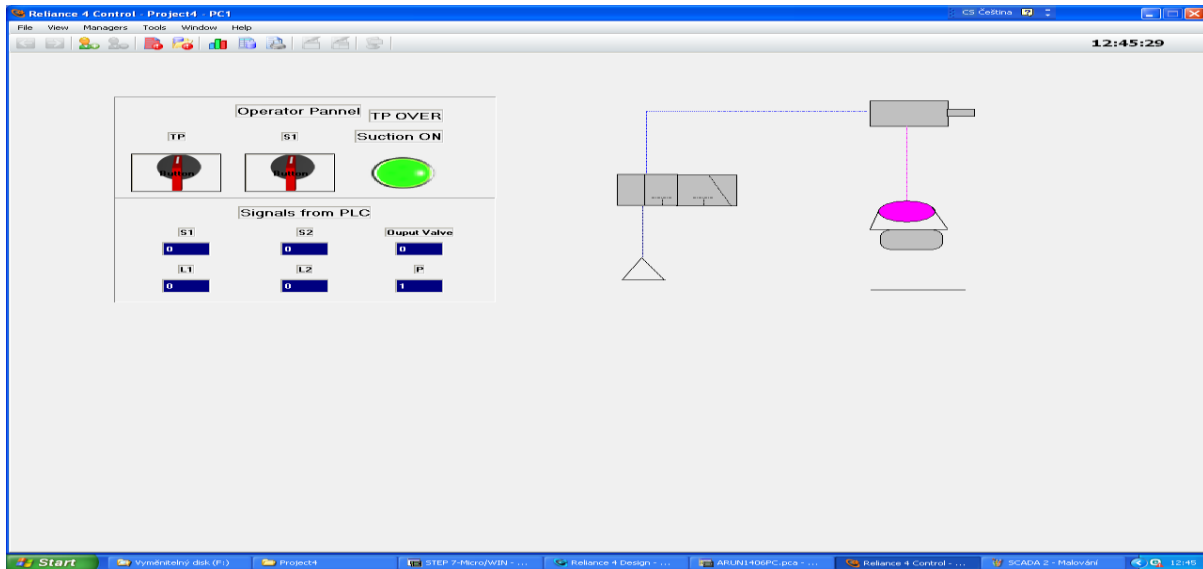 Reliance 4 Control - Project4 - PC1
CS Čeština
File View Managers Tools Window Help
12:45:29
Operator Pannel
TP OVER
TP
S1
Suction ON
Button
Button
Signals from PLC
S1
S2
Ouput Valve
0
0
0
L1
L2
P
0
0
1
Start
Vyměnitelný disk (F:)
Project4
STEP 7-Micro/WIN - ...
Reliance 4 Design - ...
ARUN1406PC.pca - ...
Reliance 4 Control - ...
SCADA 2 - Malování